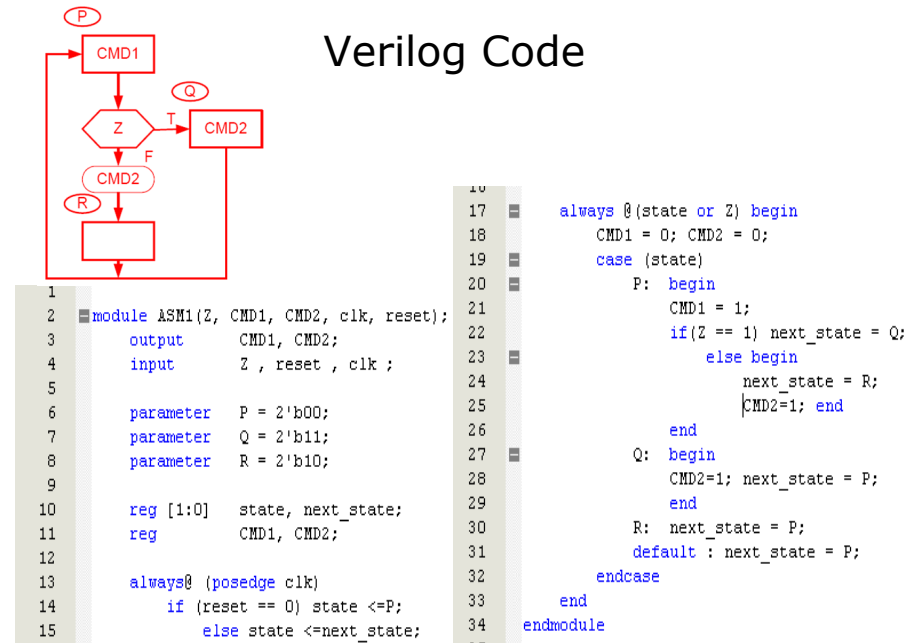 Verilog Code
P
CMD1
Q
Z
T
CMD2
F
CMD2
R
1
2 module ASM1(Z, CMD1, CMD2, clk, reset);
3 output CMD1, CMD2;
4 input Z , reset , clk ;
5
6 parameter P = 2'b00;
7 parameter Q = 2'b11;
8 parameter R = 2'b10;
9
10 reg [1:0] state, next_state;
11 reg CMD1, CMD2;
12
13 always@ (posedge clk)
14 if (reset == 0) state <=P;
15 else state <=next_state;
16
17 always @(state or Z) begin
18 CMD1 = 0; CMD2 = 0;
19 case (state)
20 P: begin
21 CMD1 = 1;
22 if(Z == 1) next_state = Q;
23 else begin
24 next_state = R;
25 CMD2=1; end
26 end
27 Q: begin
28 CMD2=1; next_state = P;
29 end
30 R: next_state = P;
31 default : next_state = P;
32 endcase
33 end
34 endmodule